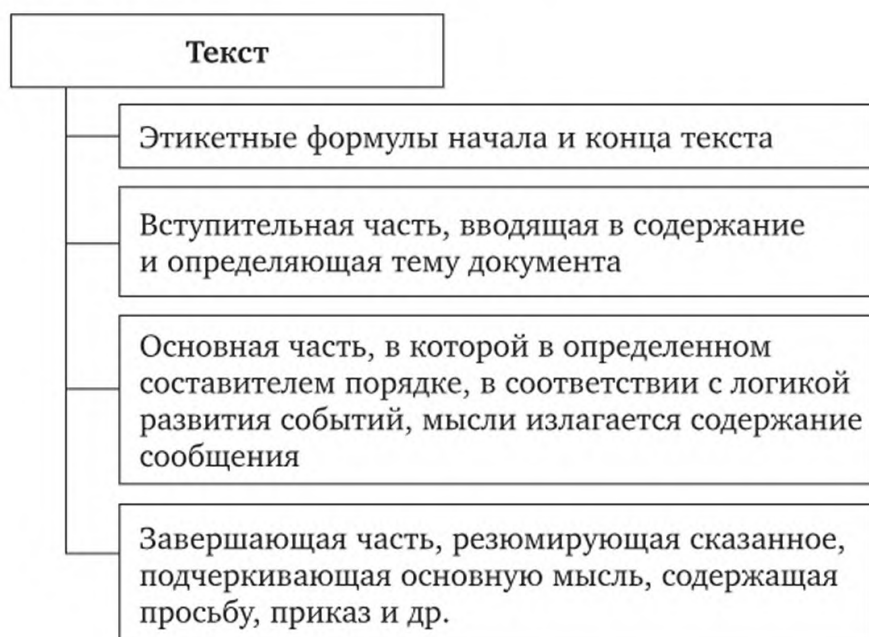 Текст
Этикетные формулы начала и конца текста
Вступительная часть, вводящая в содержание
и определяющая тему документа
Основная часть, в которой в определенном
составителем порядке, в соответствии с логикой
развития событий, мысли излагается содержание
сообщения
Завершающая часть, резюмирующая сказанное,
подчеркивающая основную мысль, содержащая
просьбу, приказ и др.